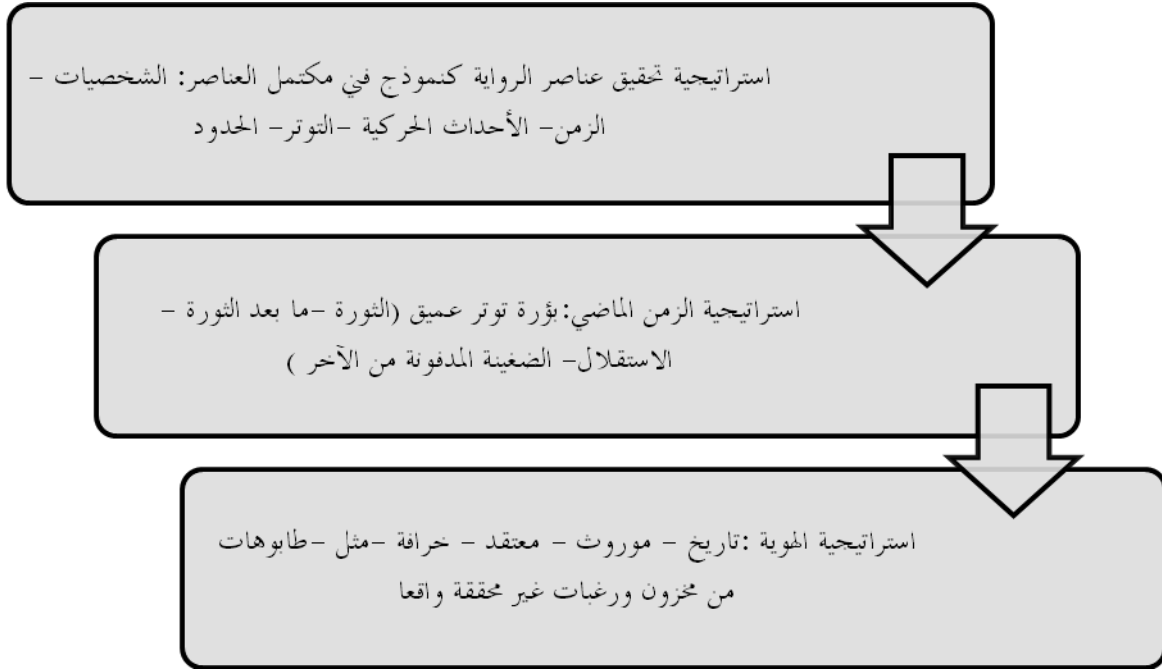 استراتيجية تحقيق عناصر الرواية كنموذج فني مكتمل العناصر: الشخصيات –
الزمن– الأحداث الحركية –التوتر– الحدود
استراتيجية الزمن الماضي:بؤرة توتر عميق (الثورة –ما بعد الثورة –
الاستقلال– الضغينة المدفونة من الآخر )
استراتيجية الهوية :تاريخ – موروث – معتقد – خرافة –مثل –طابوهات
من مخزون ورغبات غير محققة واقعا